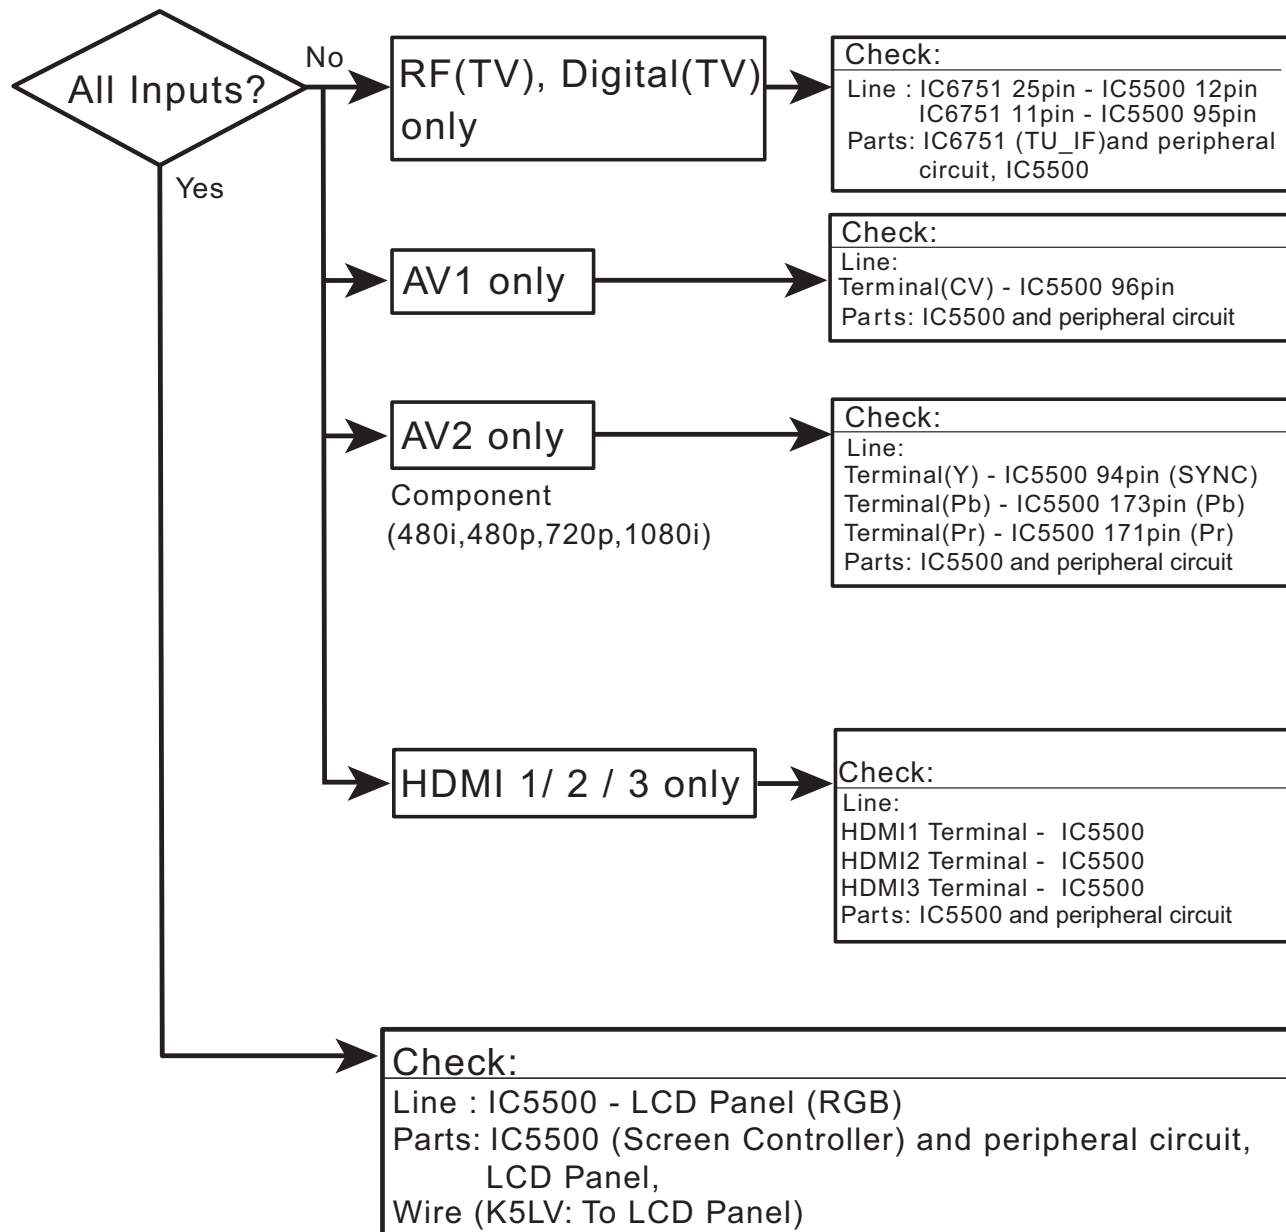 All Inputs?
No
Yes
RF(TV), Digital(TV)
only
Check:
Line : IC6751 25pin - IC5500 12pin
IC6751 11pin - IC5500 95pin
Parts: IC6751 (TU_IF)and peripheral
circuit, IC5500
AV1 only
Check:
Line:
Terminal(CV) - IC5500 96pin
Parts: IC5500 and peripheral circuit
AV2 only
Component
(480i,480p,720p,1080i)
Check:
Line:
Terminal(Y) - IC5500 94pin (SYNC)
Terminal(Pb) - IC5500 173pin (Pb)
Terminal(Pr) - IC5500 171pin (Pr)
Parts: IC5500 and peripheral circuit
HDMI 1/ 2 / 3 only
Check:
Line:
HDMI1 Terminal - IC5500
HDMI2 Terminal - IC5500
HDMI3 Terminal - IC5500
Parts: IC5500 and peripheral circuit
Check:
Line : IC5500 - LCD Panel (RGB)
Parts: IC5500 (Screen Controller) and peripheral circuit,
LCD Panel,
Wire (K5LV: To LCD Panel)